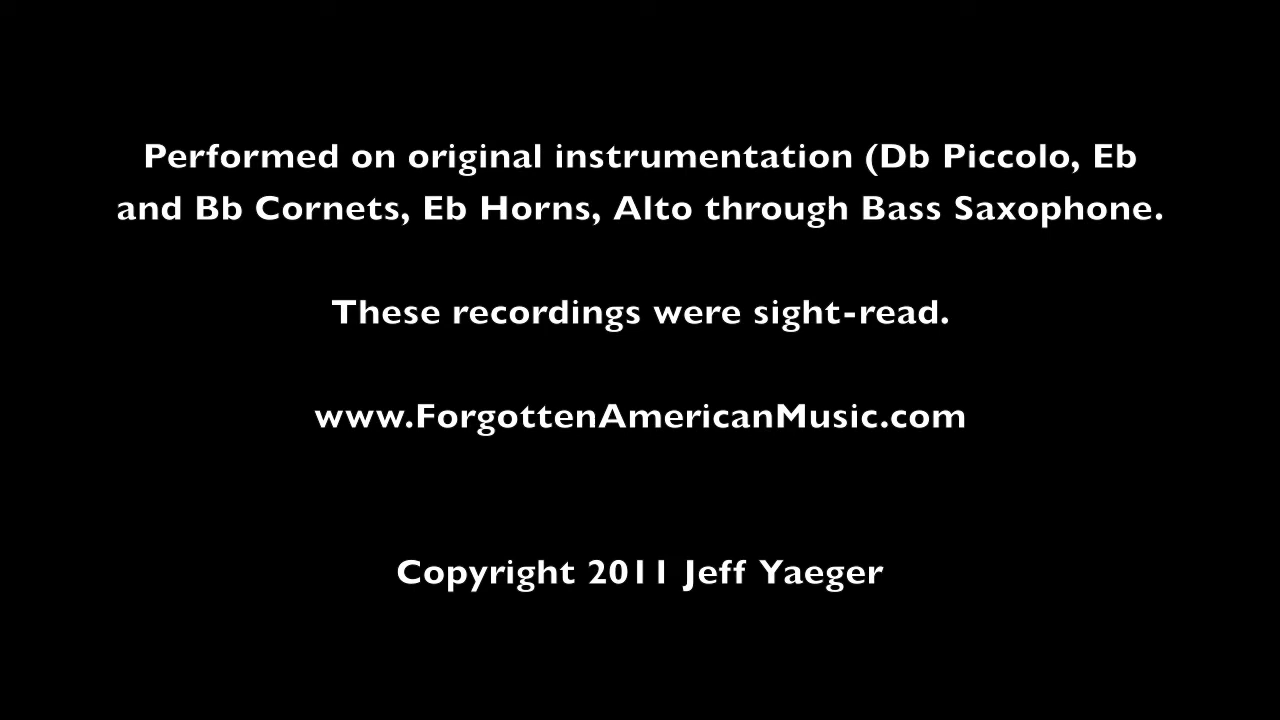 Performed on original instrumentation (Db Piccolo, Eb
and Bb Cornets, Eb Horns, Alto through Bass Saxophone.
These recordings were sight-read.
www.ForgottenAmericanMusic.com
Copyright 2011 Jeff Yaeger